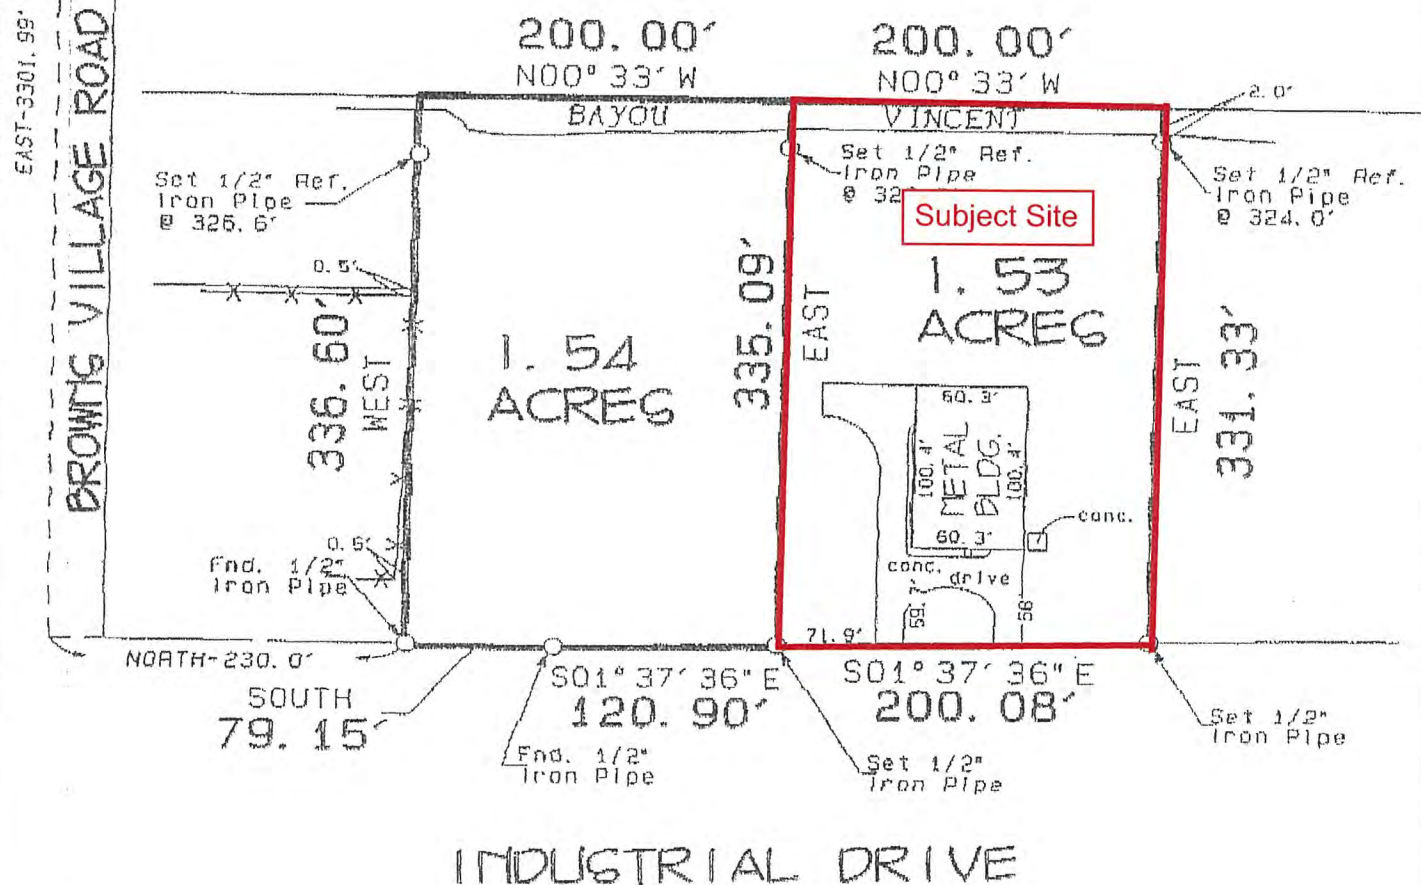 EAST-3301.99'
BROWNS VILLAGE ROAD
200.00'
N00° 33' W
200.00'
N00° 33' W
2.0'
BAYOU
VINCENT
Set 1/2" Ref.
Iron Pipe
@ 326.6'
Set 1/2" Ref.
Iron Pipe
@ 32
Set 1/2" Ref.
Iron Pipe
@ 324.0'
Subject Site
0.5'
336.60'
WEST
1.54
ACRES
335.09'
EAST
1.53
ACRES
EAST
331.33'
60.3'
100.4'
METAL
BLDG.
100.4'
60.3'
conc.
conc.
drive
59.7'
58'
71.9'
0.6'
Fnd. 1/2"
Iron Pipe
NORTH-230.0'
SOUTH
79.15'
S01° 37' 36" E
120.90'
S01° 37' 36" E
200.08'
Fnd. 1/2"
Iron Pipe
Set 1/2"
Iron Pipe
Set 1/2"
Iron Pipe
INDUSTRIAL DRIVE